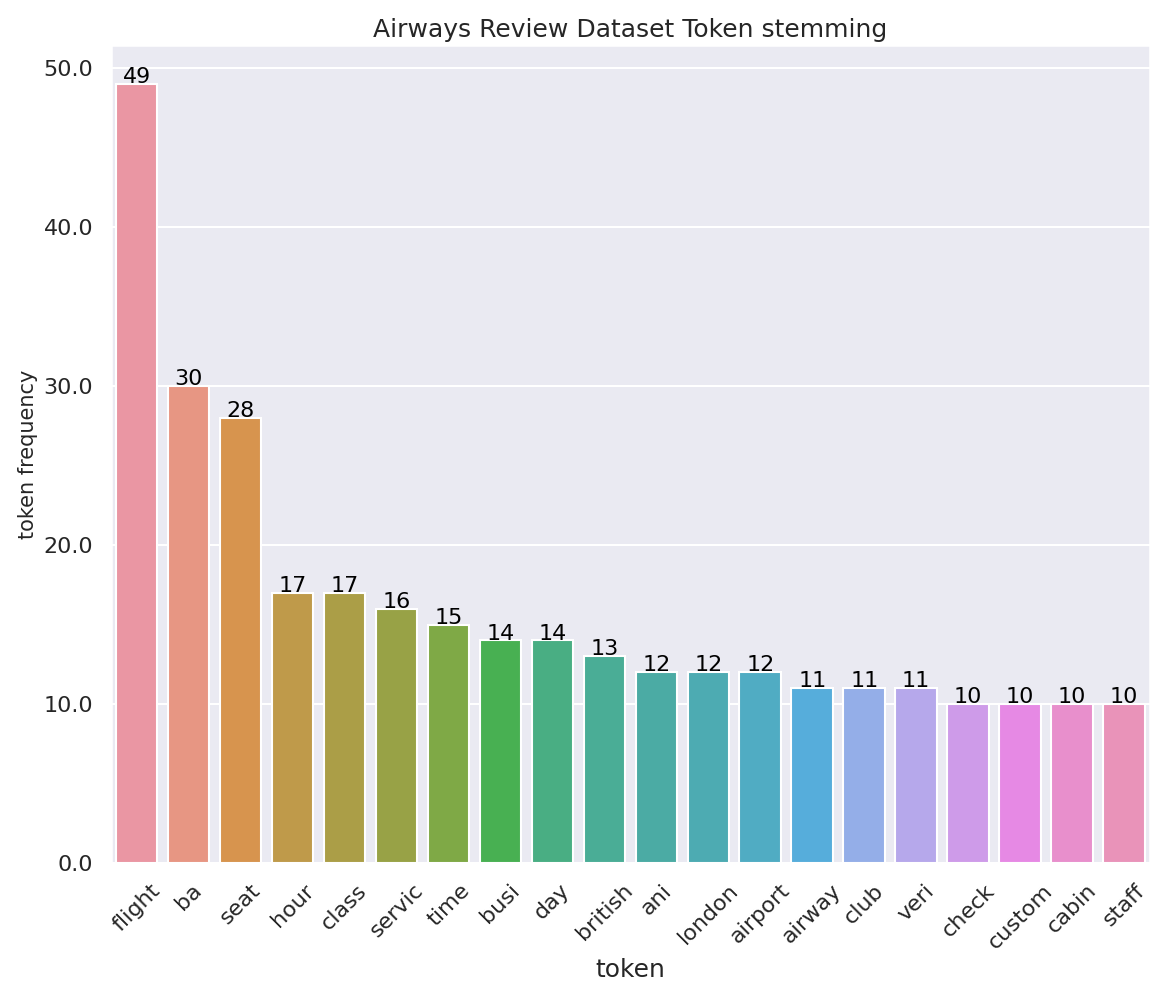 Airways Review Dataset Token stemming
50.0
40.0
30.0
20.0
10.0
0.0
token frequency
49
30
28
17
17
16
15
14
14
13
12
12
12
11
11
11
10
10
10
10
flight
ba
seat
hour
class
servic
time
busi
day
british
ani
london
airport
airway
club
veri
check
custom
cabin
staff
token